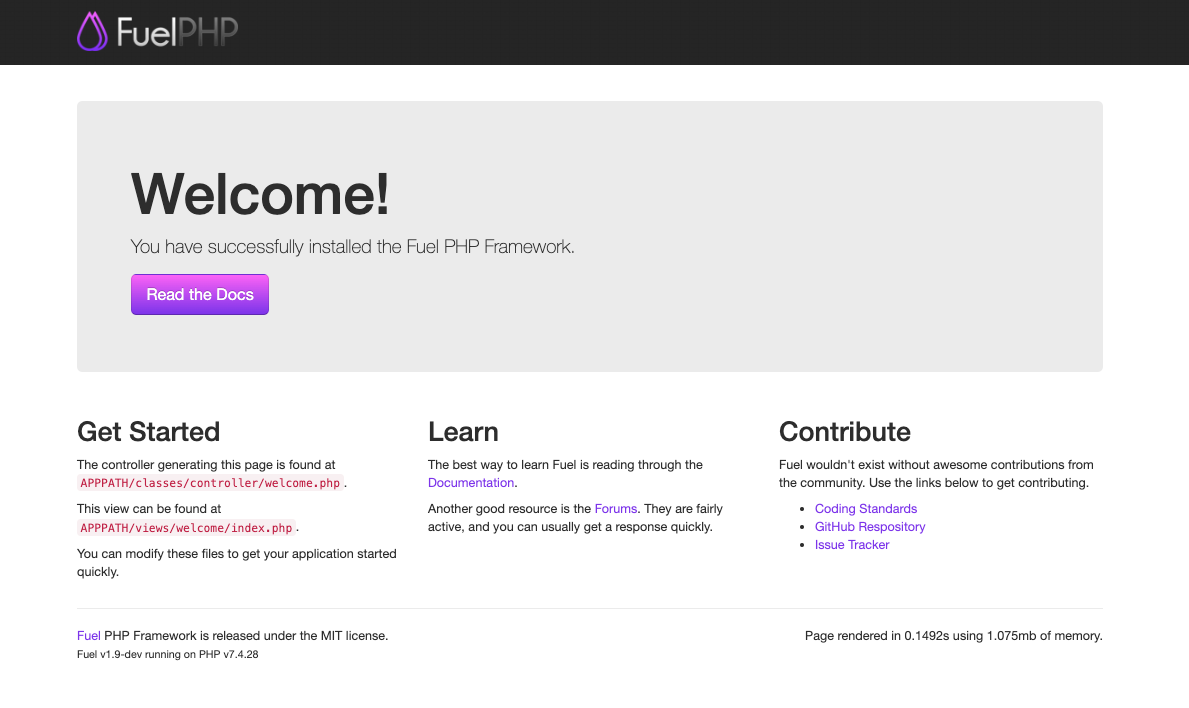 FuelPHP
Welcome!
You have successfully installed the Fuel PHP Framework.
Read the Docs
Get Started
The controller generating this page is found at
APPPATH/classes/controller/welcome.php.
This view can be found at
APPPATH/views/welcome/index.php.
You can modify these files to get your application started
quickly.
Learn
The best way to learn Fuel is reading through the
Documentation.
Another good resource is the Forums. They are fairly
active, and you can usually get a response quickly.
Contribute
Fuel wouldn't exist without awesome contributions from
the community. Use the links below to get contributing.
• Coding Standards
• GitHub Respository
• Issue Tracker
Fuel PHP Framework is released under the MIT license.
Fuel v1.9-dev running on PHP v7.4.28
Page rendered in 0.1492s using 1.075mb of memory.